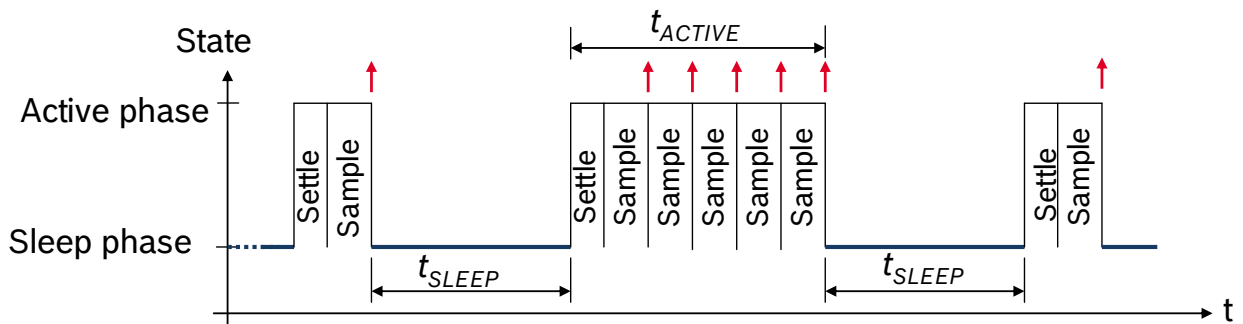 t_ACTIVE
State
Active phase
Settle
Sample
Settle
Sample
Sample
Sample
Sample
Sample
Settle
Sample
Sleep phase
t_SLEEP
t_SLEEP
t